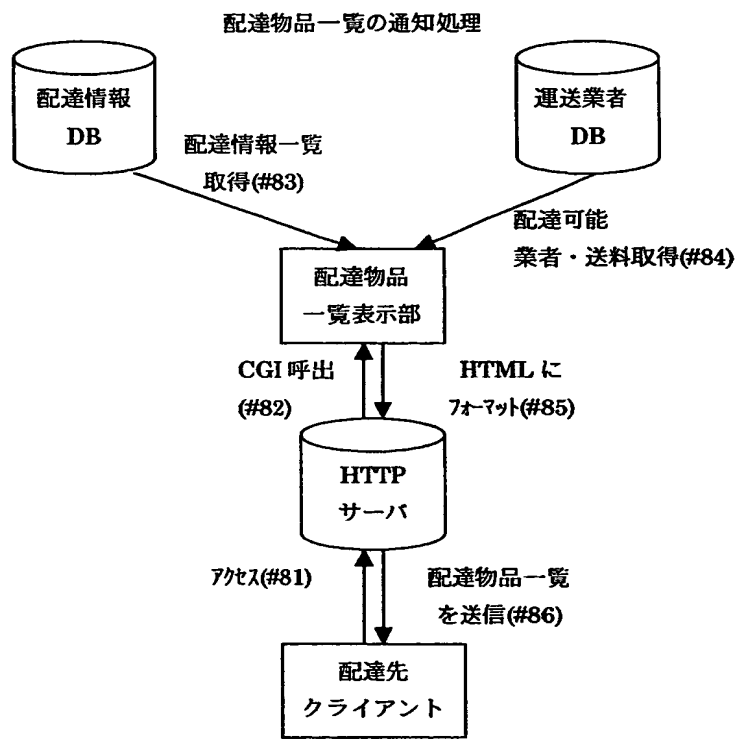 配達物品一覧の通知処理
配達情報
DB
運送業者
DB
配達情報一覧
取得(#83)
配達可能
業者・送料取得(#84)
配達物品
一覧表示部
CGI 呼出
(#82)
HTML に
フォーマット(#85)
HTTP
サーバ
アクセス(#81)
配達物品一覧
を送信(#86)
配達先
クライアント